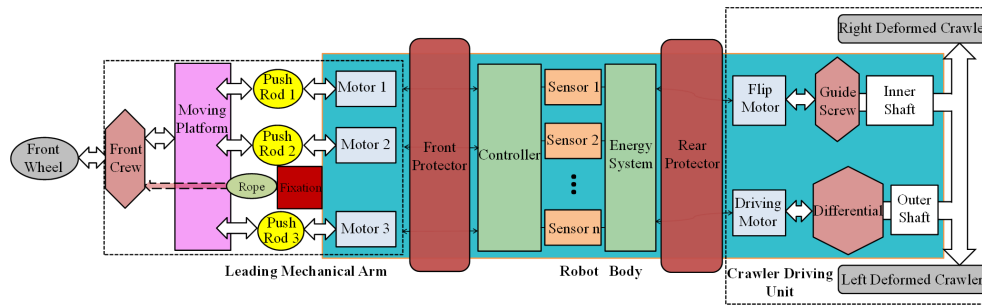 Right Deformed Crawler
Front
Wheel
Front
Crew
Moving
Platform
Push
Rod 1
Push
Rod 2
Rope
Fixation
Push
Rod 3
Motor 1
Motor 2
Motor 3
Front
Protector
Controller
Sensor 1
Sensor 2
Sensor n
Energy
System
Rear
Protector
Flip
Motor
Guide
Screw
Inner
Shaft
Driving
Motor
Differential
Outer
Shaft
Leading Mechanical Arm
Robot Body
Crawler Driving
Unit
Left Deformed Crawler